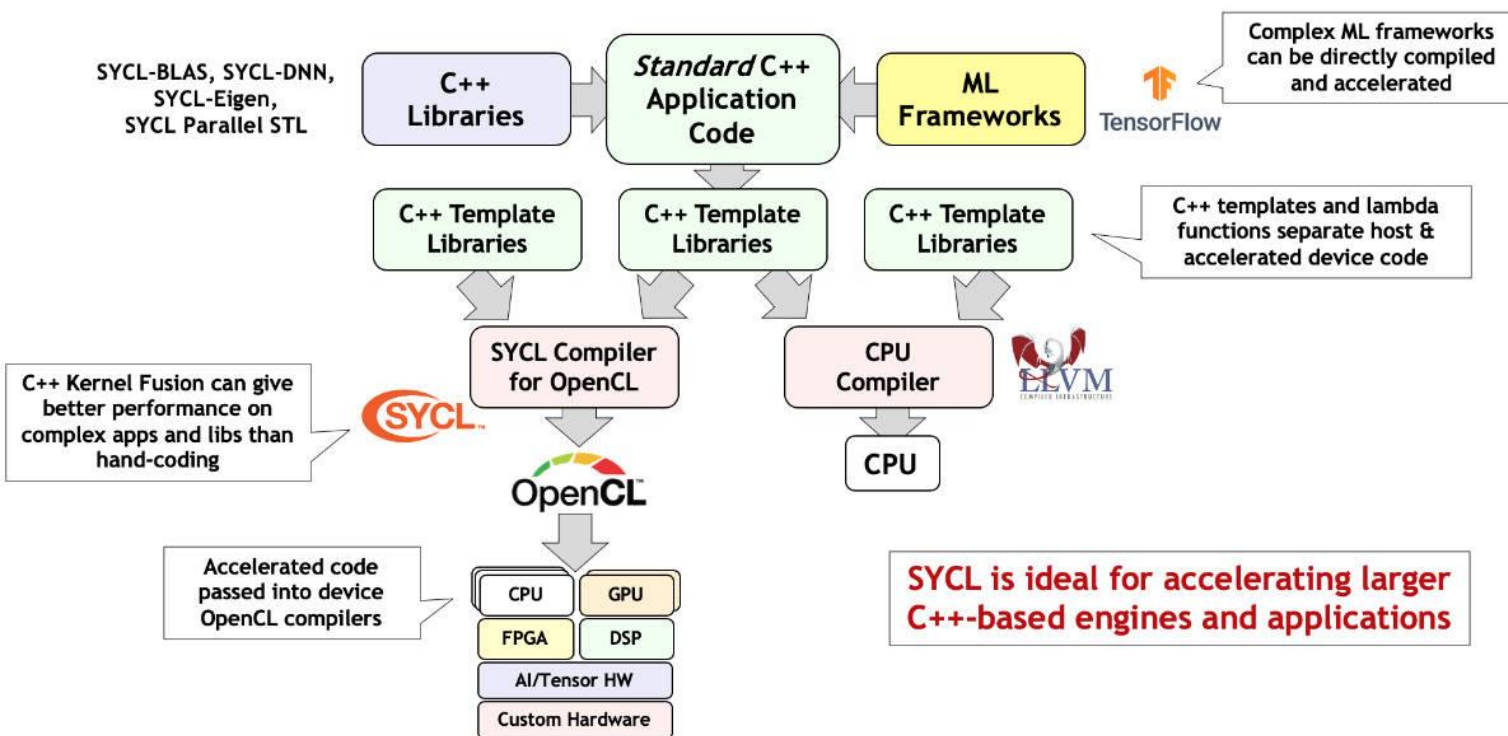 SYCL-BLAS, SYCL-DNN,
SYCL-Eigen,
SYCL Parallel STL
C++
Libraries
Standard C++
Application
Code
ML
Frameworks
TensorFlow
Complex ML frameworks
can be directly compiled
and accelerated
C++ Template
Libraries
C++ Template
Libraries
C++ Template
Libraries
C++ templates and lambda
functions separate host &
accelerated device code
SYCL Compiler
for OpenCL
CPU
Compiler
LLVM
COMPILER INFRASTRUCTURE
C++ Kernel Fusion can give
better performance on
complex apps and libs than
hand-coding
SYCL™
CPU
OpenCL™
Accelerated code
passed into device
OpenCL compilers
CPU
GPU
FPGA
DSP
AI/Tensor HW
Custom Hardware
SYCL is ideal for accelerating larger
C++-based engines and applications